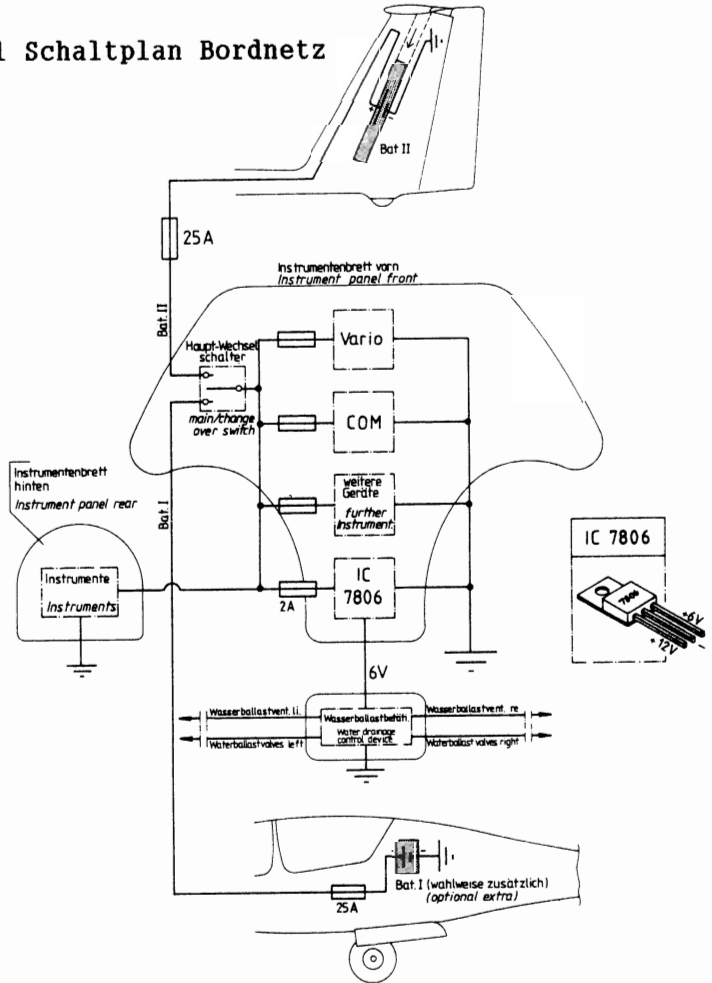 Schaltplan Bordnetz
+
-
Bat II
25A
Instrumentenbrett vorn
Instrument panel front
Bat.II
Haupt-Wechsel
schalter
main/change
over switch
Vario
COM
weitere
Geräte
further
Instrument.
Instrumentenbrett
hinten
Instrument panel rear
Bat.I
Instrumente
Instruments
2A
IC
7806
IC 7806
7806
+6V
-
+12V
6V
Wasserballastvent. li.
Wasserballastbetäti.
Wasserballastvent. re
Waterballastvalves left
Water drainage
control device
Waterballast valves right
-
Bat.I (wahlweise zusätzlich)
(optional extra)
25A